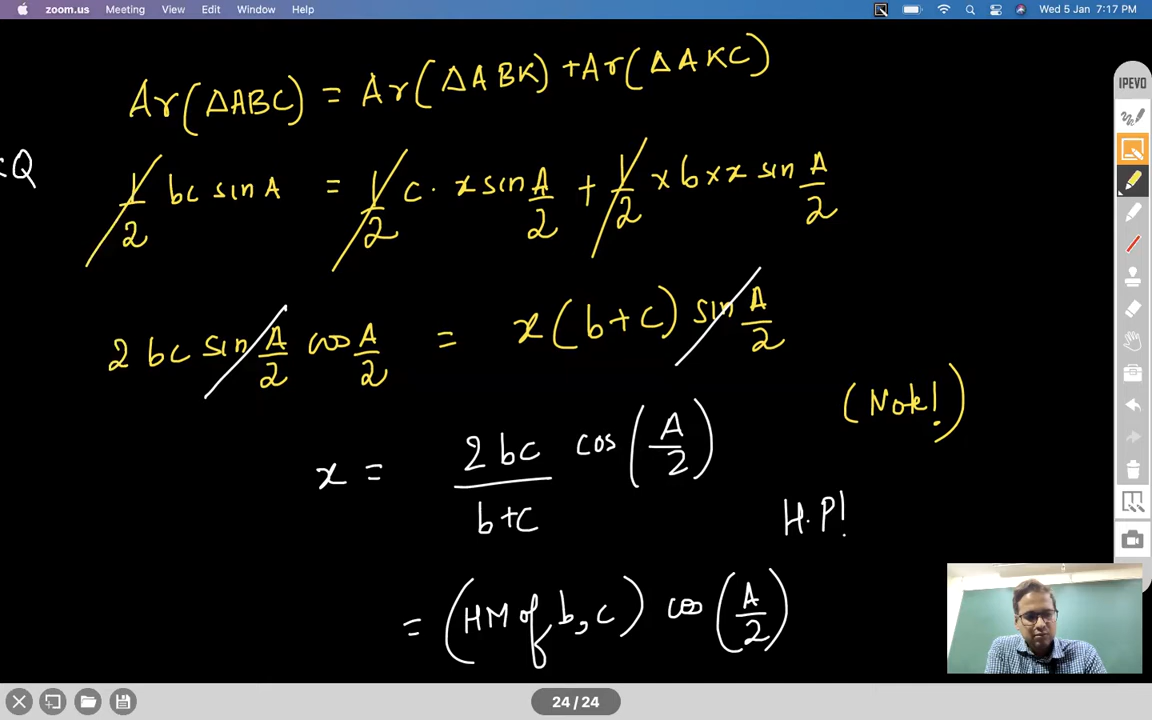 zoom.us Meeting View Edit Window Help Wed 5 Jan 7:17 PM
IPEVO
Ar(ΔABC) = Ar(ΔABK) + Ar(ΔAKC)
Q
1/2 bc sin A = 1/2 c · x sin A/2 + 1/2 × b × x sin A/2
2 bc sin A/2 cos A/2 = x (b+c) sin A/2
(Note!)
x = 2bc/b+c cos (A/2)
H.P!
= (HM of b, c) cos (A/2)
24 / 24